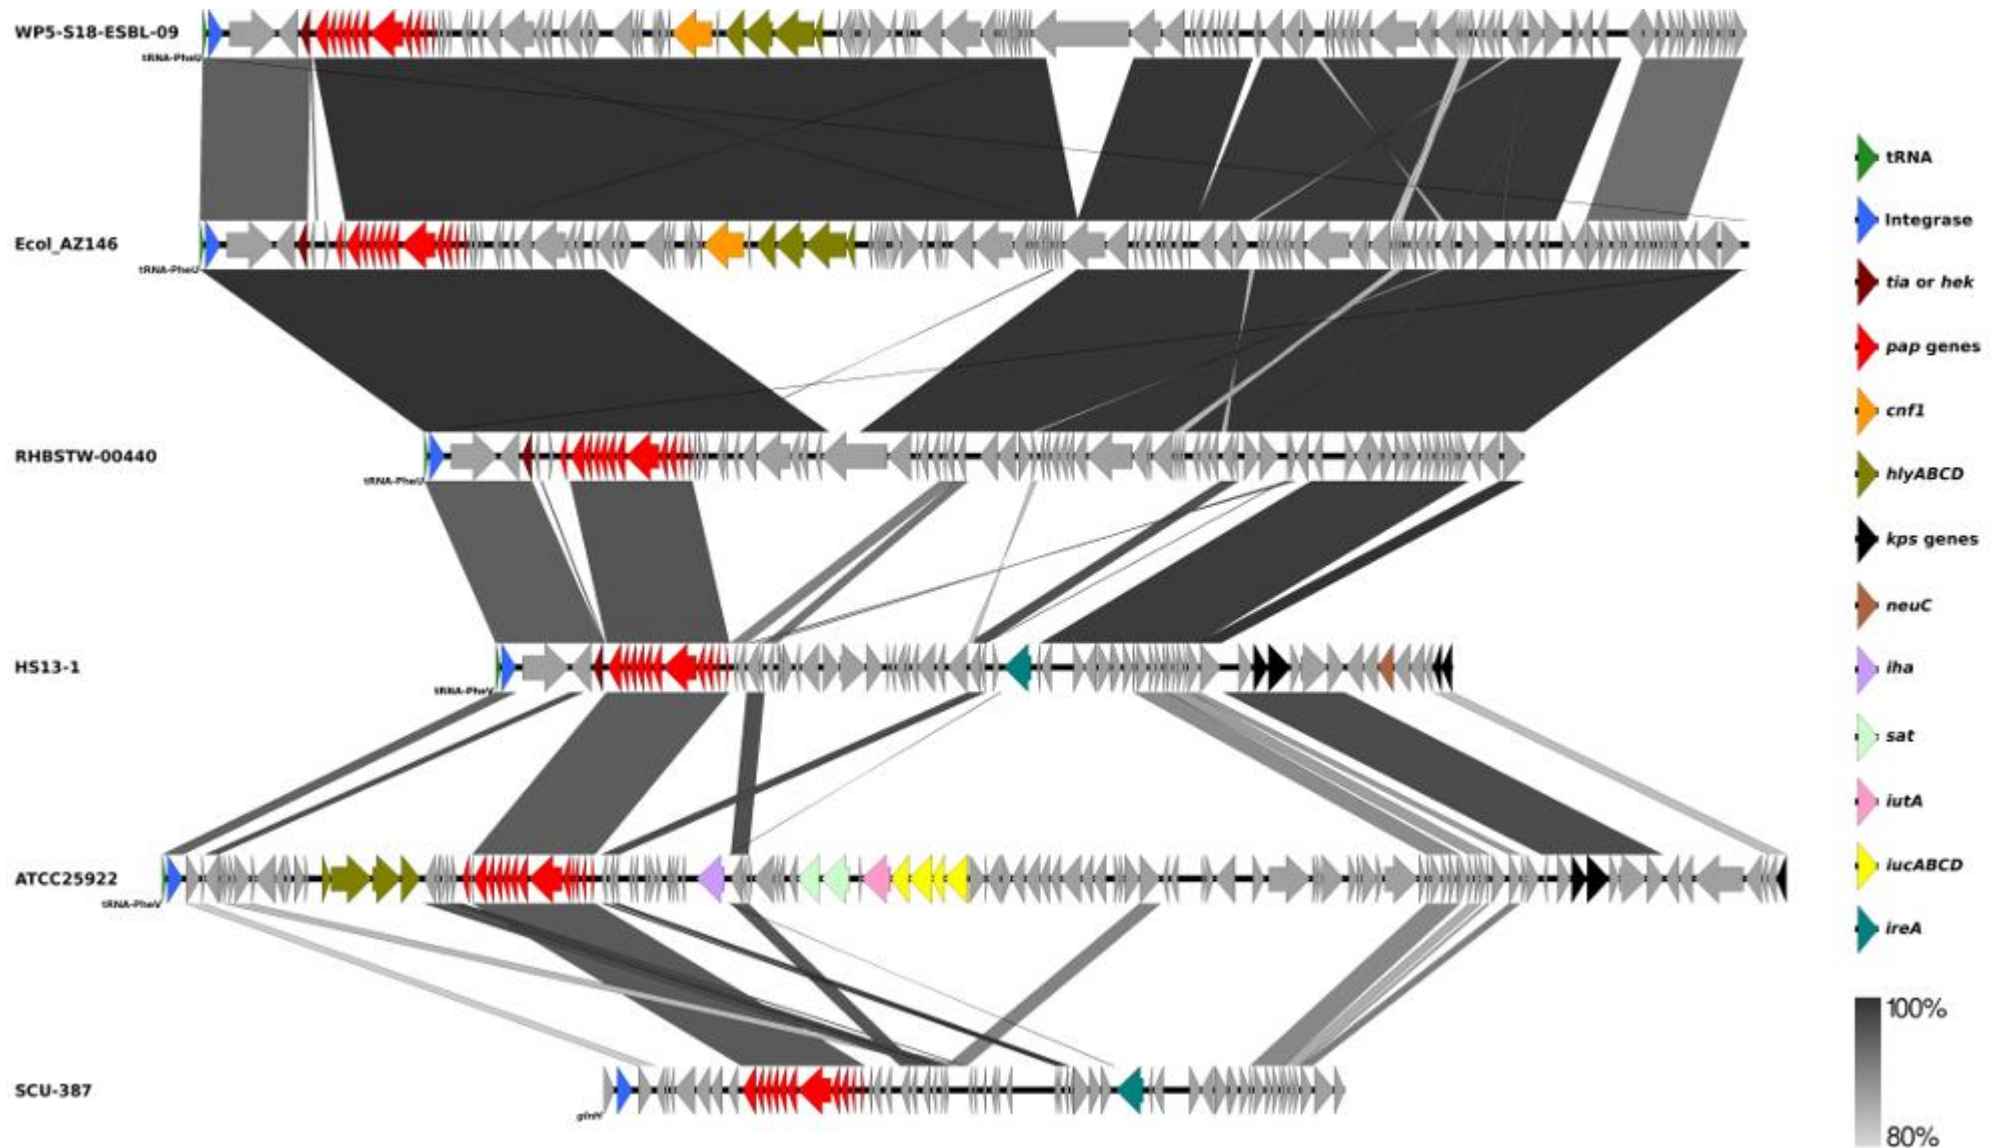 WP5-S18-ESBL-09
tRNA-PheU
Ecol_AZ146
tRNA-PheU
RHBSTW-00440
tRNA-PheU
HS13-1
tRNA-PheV
ATCC25922
tRNA-PheV
SCU-387
glnH
tRNA
Integrase
tia or hek
pap genes
cnf1
hlyABCD
kps genes
neuC
iha
sat
iutA
iucABCD
ireA
100%
80%